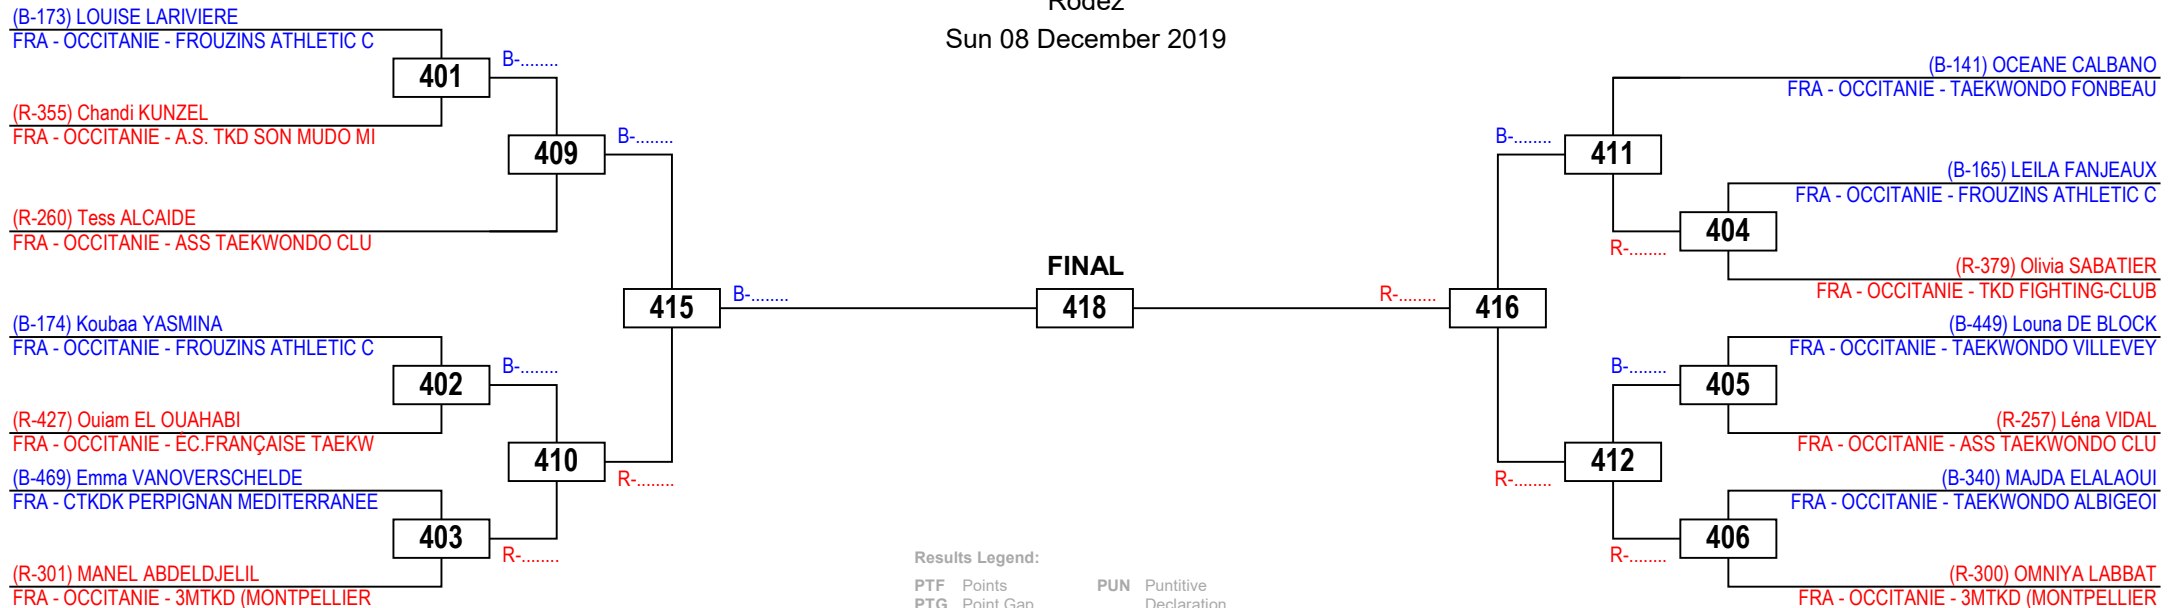 Rodez
Sun 08 December 2019
(B-173) LOUISE LARIVIERE
FRA - OCCITANIE - FROUZINS ATHLETIC C
401
B-........
(R-355) Chandi KUNZEL
FRA - OCCITANIE - A.S. TKD SON MUDO MI
409
B-........
(R-260) Tess ALCAIDE
FRA - OCCITANIE - ASS TAEKWONDO CLU
415
B-........
(B-174) Koubaa YASMINA
FRA - OCCITANIE - FROUZINS ATHLETIC C
402
B-........
(R-427) Ouiam EL OUAHABI
FRA - OCCITANIE - ÉC.FRANÇAISE TAEKW
410
R-........
(B-469) Emma VANOVERSCHELDE
FRA - CTKDK PERPIGNAN MEDITERRANEE
403
R-........
(R-301) MANEL ABDELDJELIL
FRA - OCCITANIE - 3MTKD (MONTPELLIER
FINAL
418
(B-141) OCEANE CALBANO
FRA - OCCITANIE - TAEKWONDO FONBEAU
B-........
411
(B-165) LEILA FANJEAUX
FRA - OCCITANIE - FROUZINS ATHLETIC C
404
R-........
(R-379) Olivia SABATIER
FRA - OCCITANIE - TKD FIGHTING-CLUB
R-........
416
(B-449) Louna DE BLOCK
FRA - OCCITANIE - TAEKWONDO VILLEVEY
B-........
405
(R-257) Léna VIDAL
FRA - OCCITANIE - ASS TAEKWONDO CLU
412
R-........
(B-340) MAJDA ELALAOUI
FRA - OCCITANIE - TAEKWONDO ALBIGEOI
406
R-........
(R-300) OMNIYA LABBAT
FRA - OCCITANIE - 3MTKD (MONTPELLIER
Results Legend:
PTF Points PUN Puntitive
PTG Point Gap Declaration